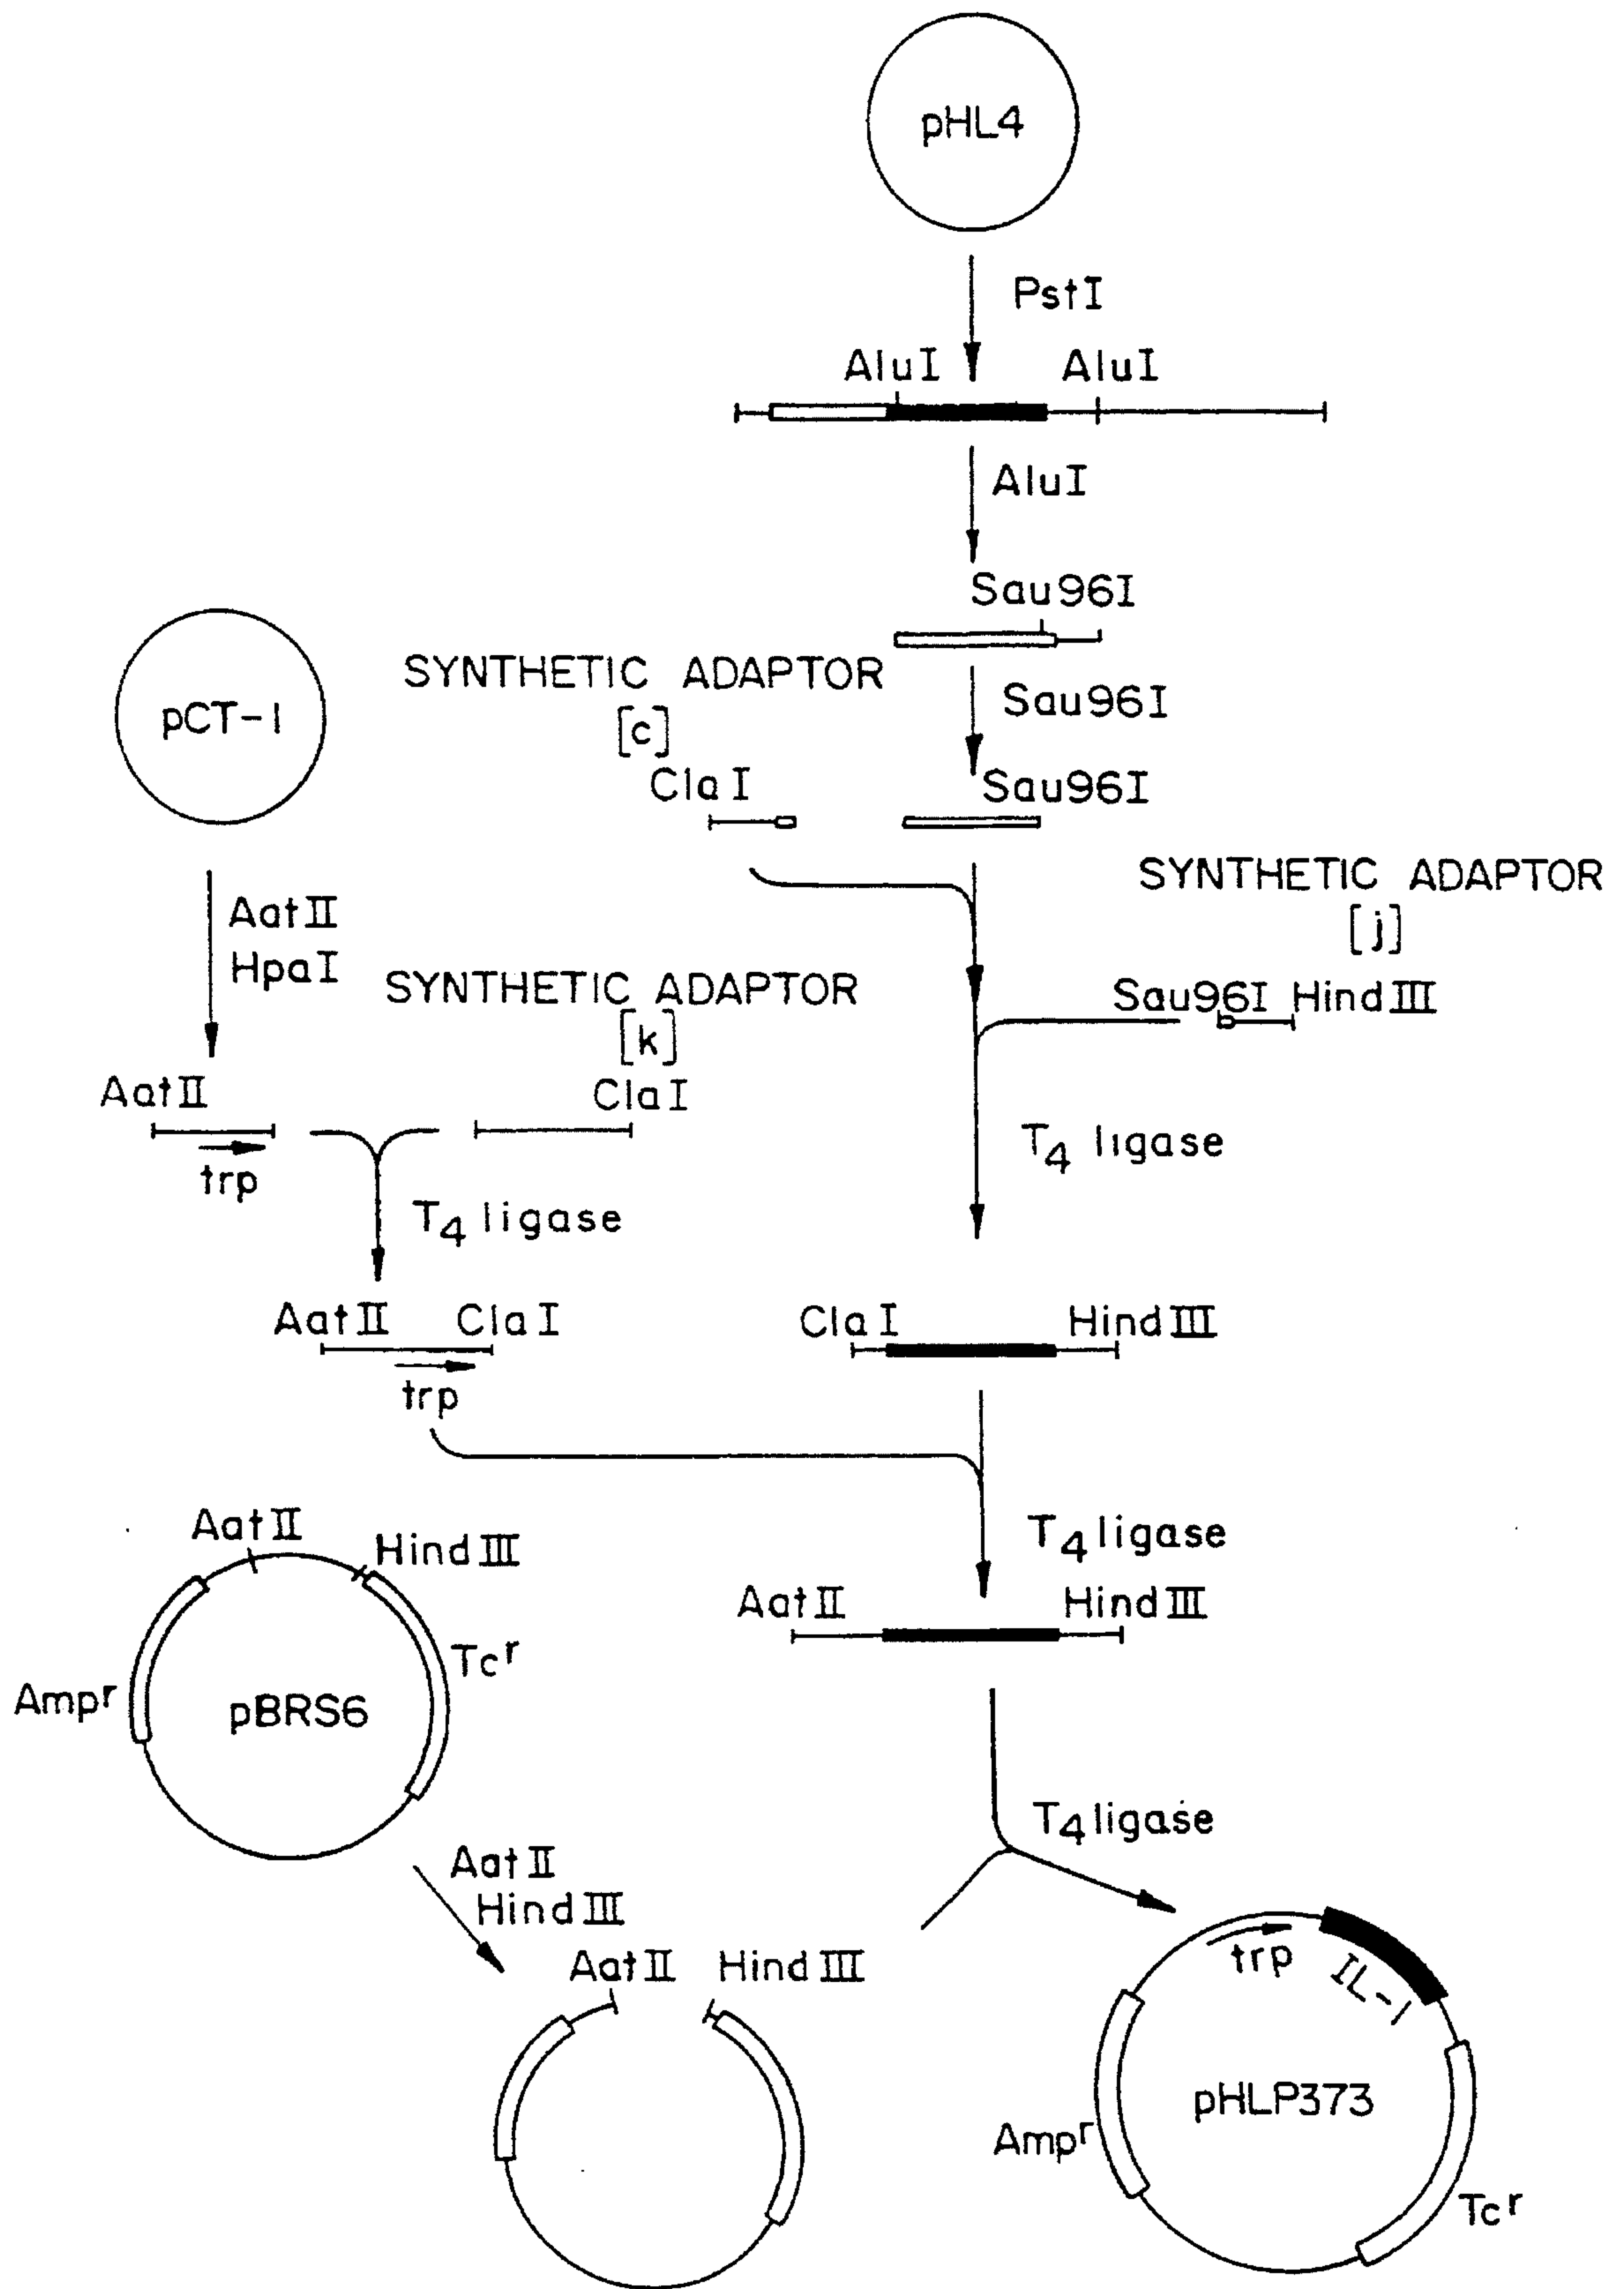 pHL4
PstI
AluI AluI
AluI
Sau96I
SYNTHETIC ADAPTOR
[c]
Sau96I
pCT-1
ClaI
Sau96I
SYNTHETIC ADAPTOR
[j]
AatII
HpaI
SYNTHETIC ADAPTOR
[k]
Sau96I HindIII
AatII
ClaI
trp
T4 ligase
T4 ligase
AatII ClaI
ClaI HindIII
trp
AatII
HindIII
T4 ligase
AatII HindIII
Ampr
pBRS6
Tcr
T4 ligase
AatII
HindIII
AatII HindIII
trp
IL-1
pHLP373
Ampr
Tcr